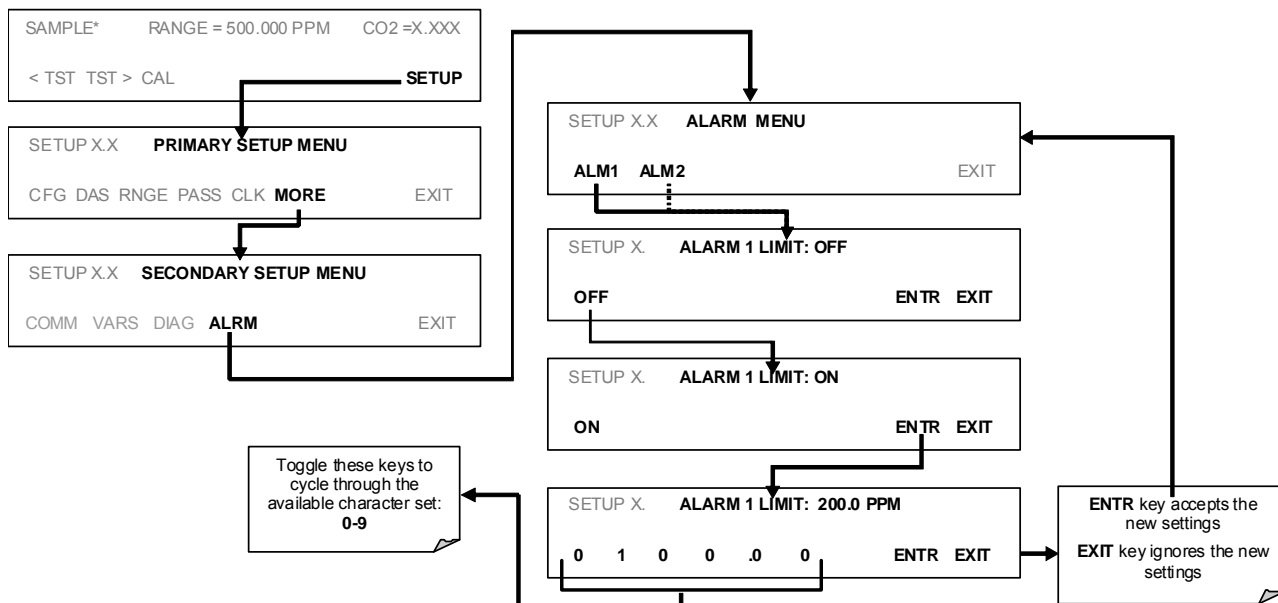 SAMPLE* RANGE = 500.000 PPM CO2 =X.XXX
< TST TST > CAL SETUP
SETUP X.X PRIMARY SETUP MENU
CFG DAS RNGE PASS CLK MORE EXIT
SETUP X.X SECONDARY SETUP MENU
COMM VARS DIAG ALRM EXIT
SETUP X.X ALARM MENU
ALM1 ALM2 EXIT
SETUP X. ALARM 1 LIMIT: OFF
OFF ENTR EXIT
SETUP X. ALARM 1 LIMIT: ON
ON ENTR EXIT
Toggle these keys to
cycle through the
available character set:
0-9
SETUP X. ALARM 1 LIMIT: 200.0 PPM
0 1 0 0 .0 0 ENTR EXIT
ENTR key accepts the
new settings
EXIT key ignores the new
settings